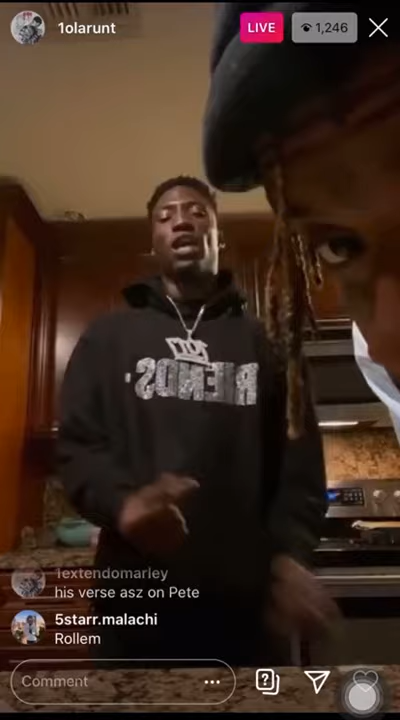 1olarunt
LIVE
1,246
FRIENDS
1extendomarley
his verse asz on Pete
5starr.malachi
Rollem
Comment